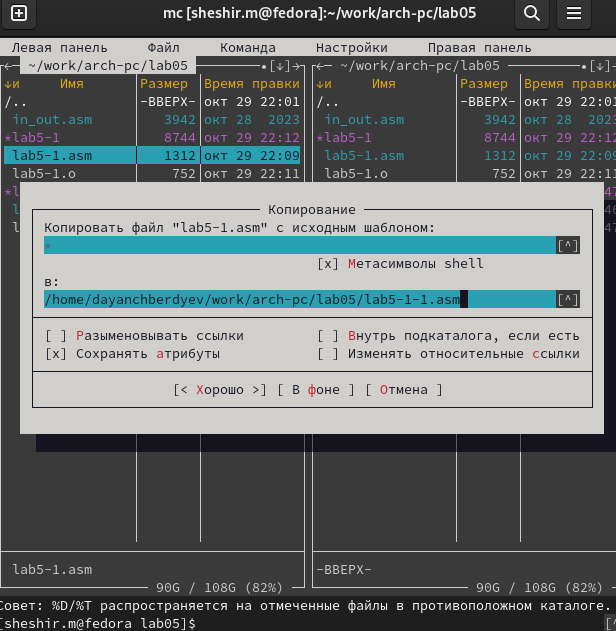 mc [sheshir.m@fedora]:~/work/arch-pc/lab05
Левая панель Файл Команда Настройки Правая панель
←─ ~/work/arch-pc/lab05 •[↓]→ ←─ ~/work/arch-pc/lab05 •[↓]→
↓и Имя Размер Время правки ↓и Имя Размер Время правки
/.. -ВВЕРХ- окт 29 22:01 /.. -ВВЕРХ- окт 29 22:01
in_out.asm 3942 окт 28 2023 in_out.asm 3942 окт 28 2023
*lab5-1 8744 окт 29 22:12 *lab5-1 8744 окт 29 22:12
lab5-1.asm 1312 окт 29 22:09 lab5-1.asm 1312 окт 29 22:09
lab5-1.o 752 окт 29 22:11 lab5-1.o 752 окт 29 22:11
Копирование
Копировать файл "lab5-1.asm" с исходным шаблоном:
* [^]
[x] Метасимволы shell
в:
/home/dayanchberdyev/work/arch-pc/lab05/lab5-1-1.asm [^]
[ ] Разыменовывать ссылки [ ] Внутрь подкаталога, если есть
[x] Сохранять атрибуты [ ] Изменять относительные ссылки
[< Хорошо >] [ В фоне ] [ Отмена ]
lab5-1.asm -ВВЕРХ-
90G / 108G (82%) 90G / 108G (82%)
Совет: %D/%T распространяется на отмеченные файлы в противоположном каталоге.
[sheshir.m@fedora lab05]$ [^